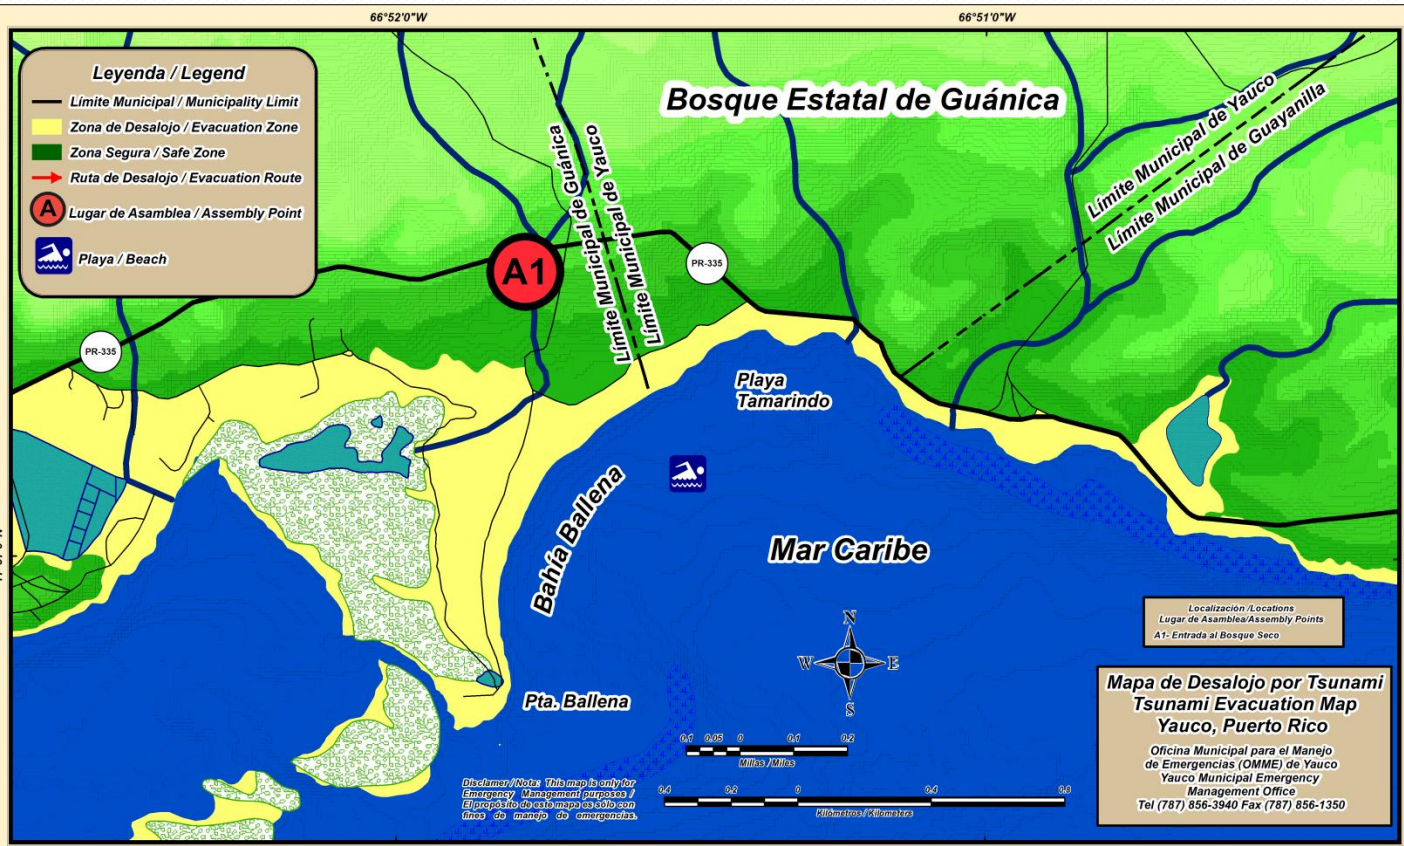 66°52'0"W
66°51'0"W
Leyenda / Legend
Límite Municipal / Municipality Limit
Zona de Desalojo / Evacuation Zone
Zona Segura / Safe Zone
Ruta de Desalojo / Evacuation Route
A
Lugar de Asamblea / Assembly Point
Playa / Beach
Bosque Estatal de Guánica
Límite Municipal de Guánica
Límite Municipal de Yauco
Límite Municipal de Yauco
Límite Municipal de Guayanilla
A1
PR-335
PR-335
Playa
Tamarindo
Bahía Ballena
Mar Caribe
Pta. Ballena
N
W
E
S
0.1 0.05 0 0.1 0.2
Millas / Miles
0.4 0.2 0 0.4 0.8
Kilómetros / Kilometers
Disclamer / Nota: This map is only for
Emergency Management purposes /
El propósito de este mapa es sólo con
fines de manejo de emergencias.
Localización /Locations
Lugar de Asamblea/Assembly Points
A1- Entrada al Bosque Seco
Mapa de Desalojo por Tsunami
Tsunami Evacuation Map
Yauco, Puerto Rico
Oficina Municipal para el Manejo
de Emergencias (OMME) de Yauco
Yauco Municipal Emergency
Management Office
Tel (787) 856-3940 Fax (787) 856-1350